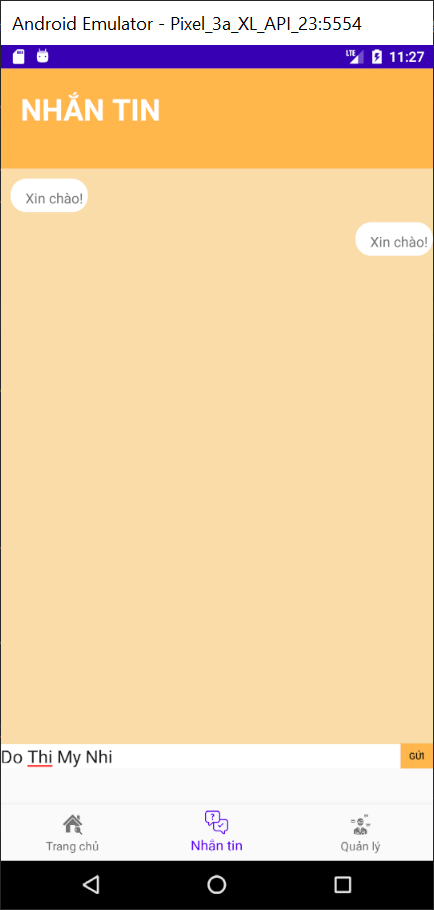 Android Emulator - Pixel_3a_XL_API_23:5554
LTE 11:27
NHẮN TIN
Xin chào!
Xin chào!
Do Thi My Nhi GỬI
Trang chủ Nhắn tin Quản lý